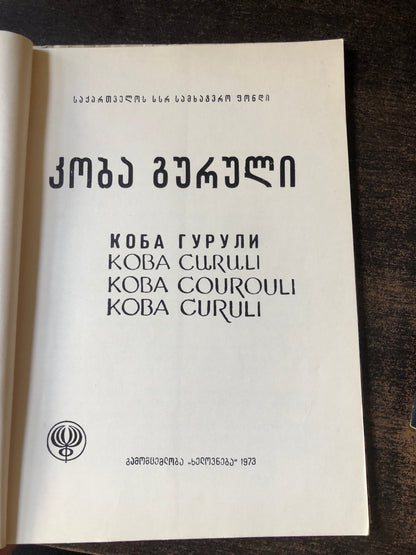 საქართველოს სსრ სამხატვრო ფონდი
კობა გურული
КОБА ГУРУЛИ
KOBA GURULI
KOBA GOUROULI
KOBA GURULI
გამომცემლობა „ხელოვნება“ 1973